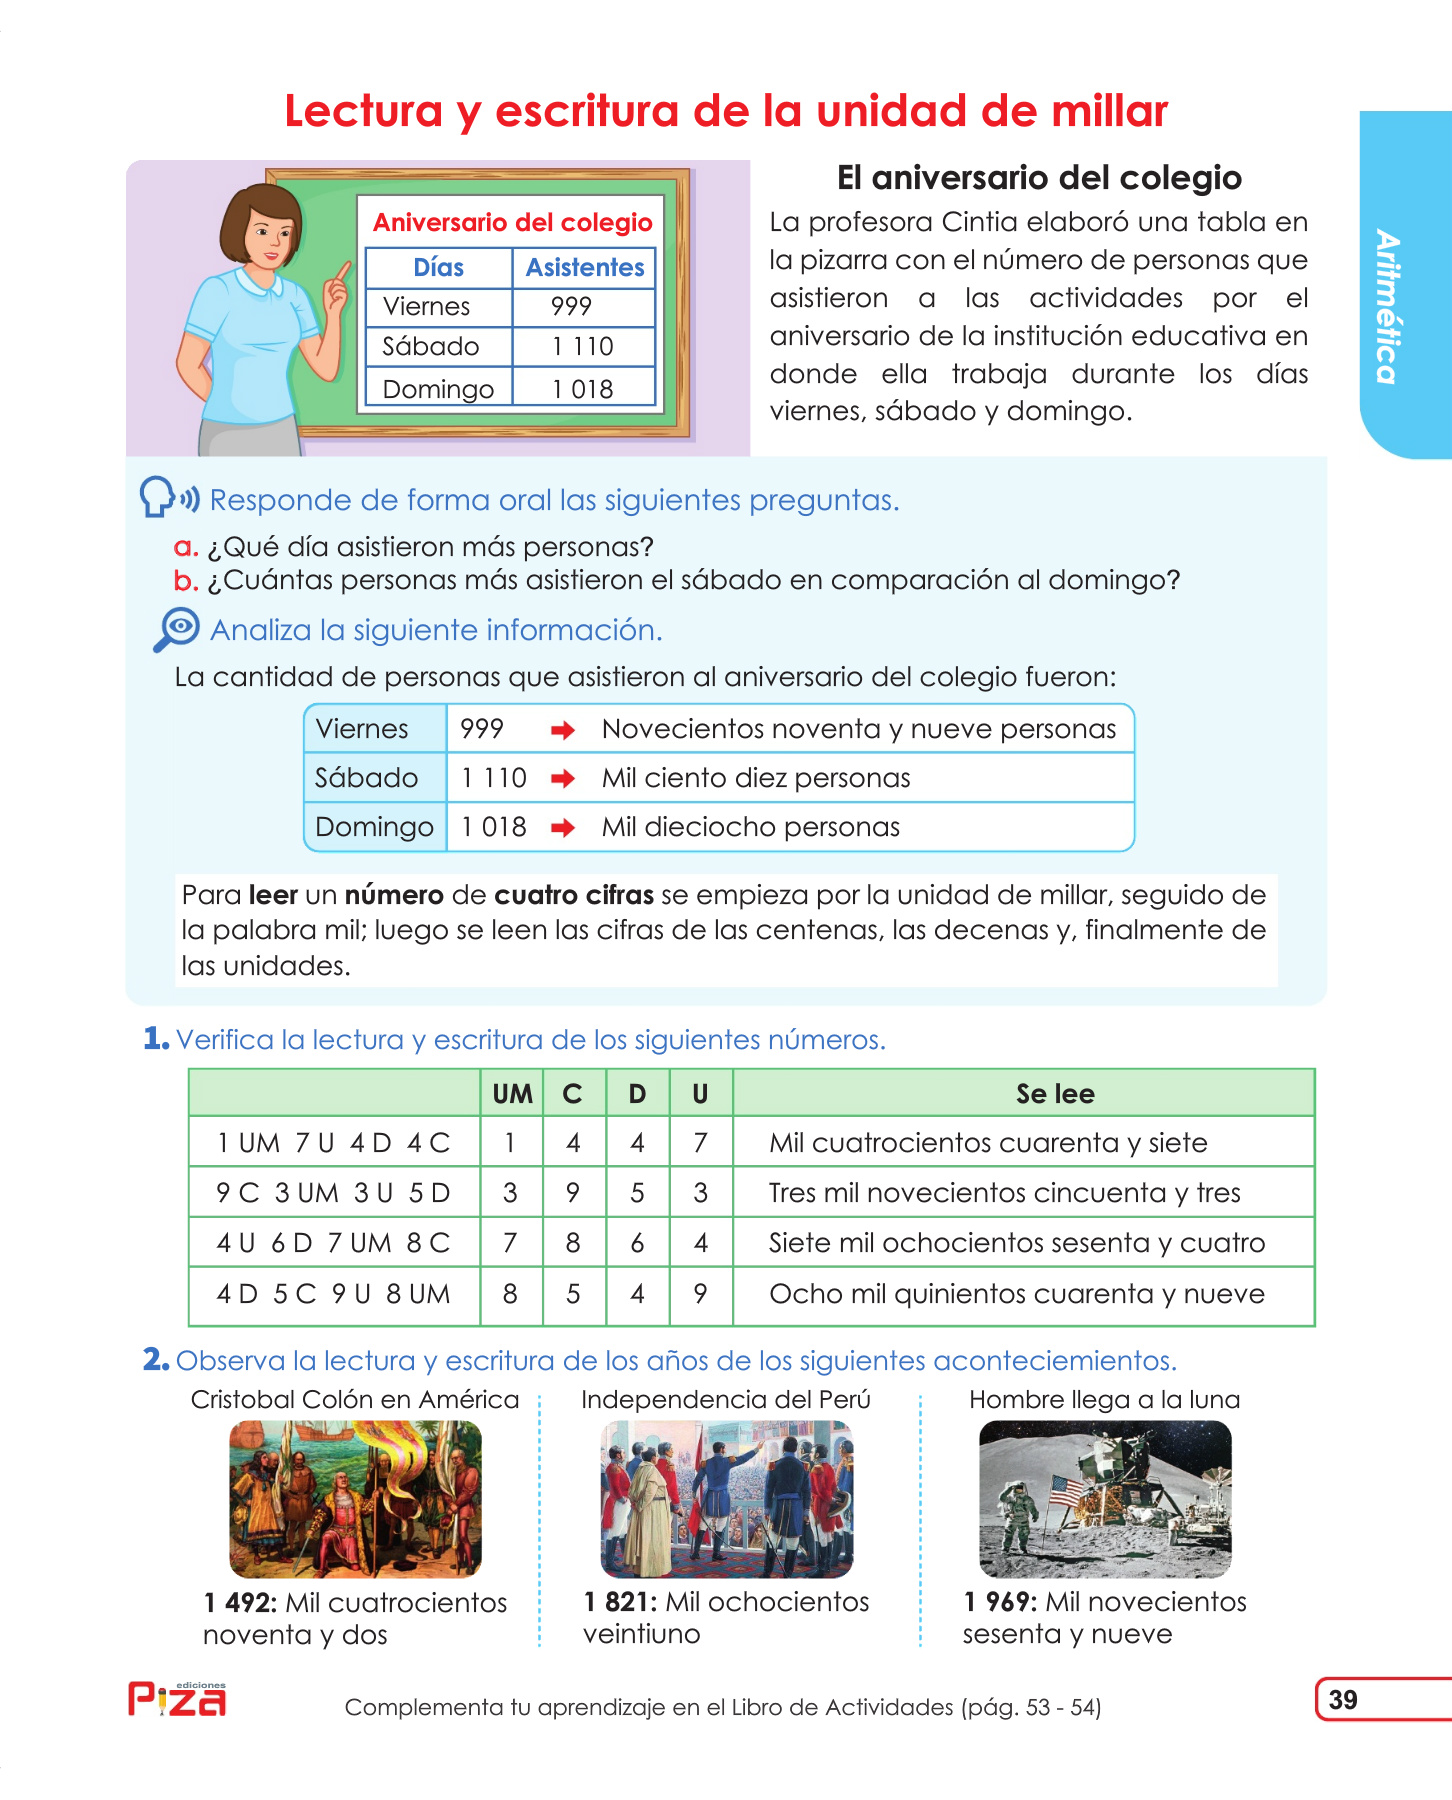 Lectura y escritura de la unidad de millar
Aniversario del colegio
Días Asistentes
Viernes 999
Sábado 1 110
Domingo 1 018
El aniversario del colegio
La profesora Cintia elaboró una tabla en
la pizarra con el número de personas que
asistieron a las actividades por el
aniversario de la institución educativa en
donde ella trabaja durante los días
viernes, sábado y domingo.
Aritmética
Responde de forma oral las siguientes preguntas.
a. ¿Qué día asistieron más personas?
b. ¿Cuántas personas más asistieron el sábado en comparación al domingo?
Analiza la siguiente información.
La cantidad de personas que asistieron al aniversario del colegio fueron:
Viernes 999 Novecientos noventa y nueve personas
Sábado 1 110 Mil ciento diez personas
Domingo 1 018 Mil dieciocho personas
Para leer un número de cuatro cifras se empieza por la unidad de millar, seguido de
la palabra mil; luego se leen las cifras de las centenas, las decenas y, finalmente de
las unidades.
1. Verifica la lectura y escritura de los siguientes números.
UM C D U Se lee
1 UM 7 U 4 D 4 C 1 4 4 7 Mil cuatrocientos cuarenta y siete
9 C 3 UM 3 U 5 D 3 9 5 3 Tres mil novecientos cincuenta y tres
4 U 6 D 7 UM 8 C 7 8 6 4 Siete mil ochocientos sesenta y cuatro
4 D 5 C 9 U 8 UM 8 5 4 9 Ocho mil quinientos cuarenta y nueve
2. Observa la lectura y escritura de los años de los siguientes aconteciemientos.
Cristobal Colón en América
1 492: Mil cuatrocientos
noventa y dos
Independencia del Perú
1 821: Mil ochocientos
veintiuno
Hombre llega a la luna
1 969: Mil novecientos
sesenta y nueve
ediciones
Piza
Complementa tu aprendizaje en el Libro de Actividades (pág. 53 - 54)
39